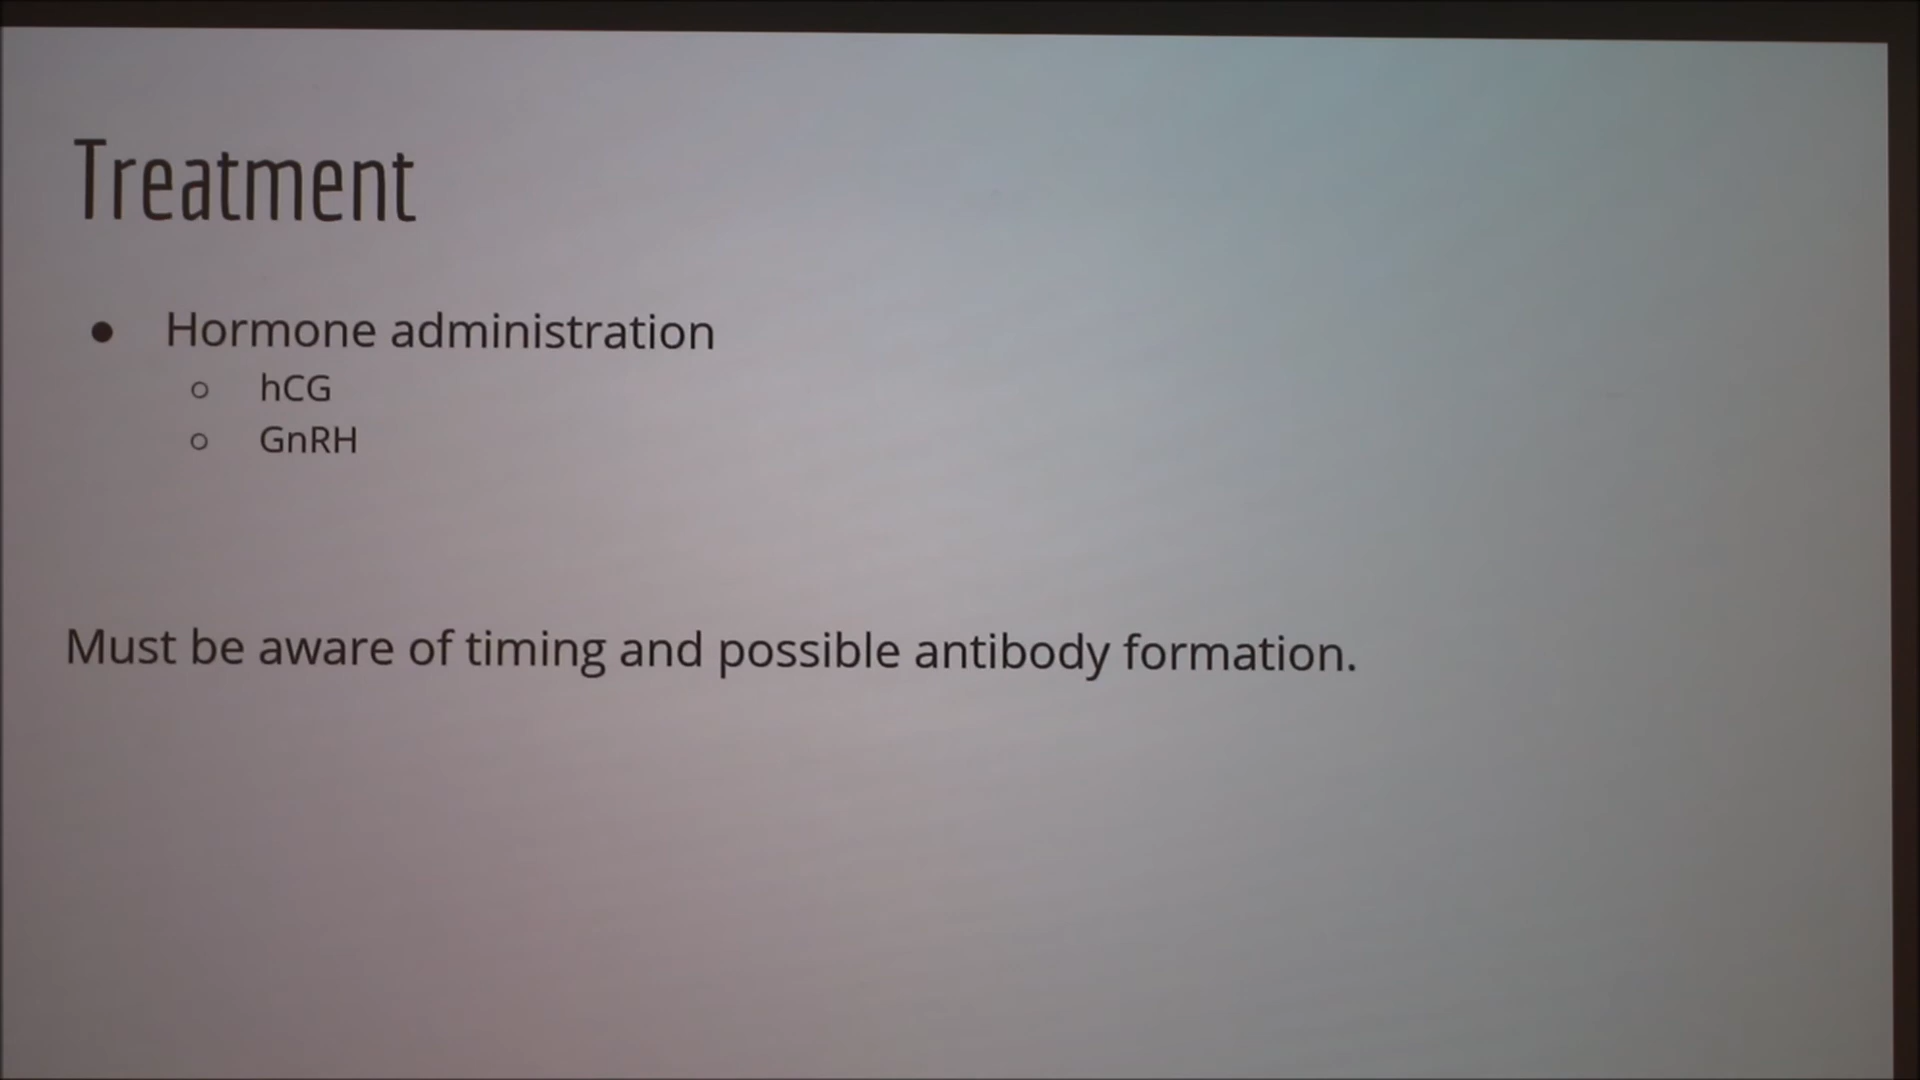 Treatment
● Hormone administration
○ hCG
○ GnRH
Must be aware of timing and possible antibody formation.